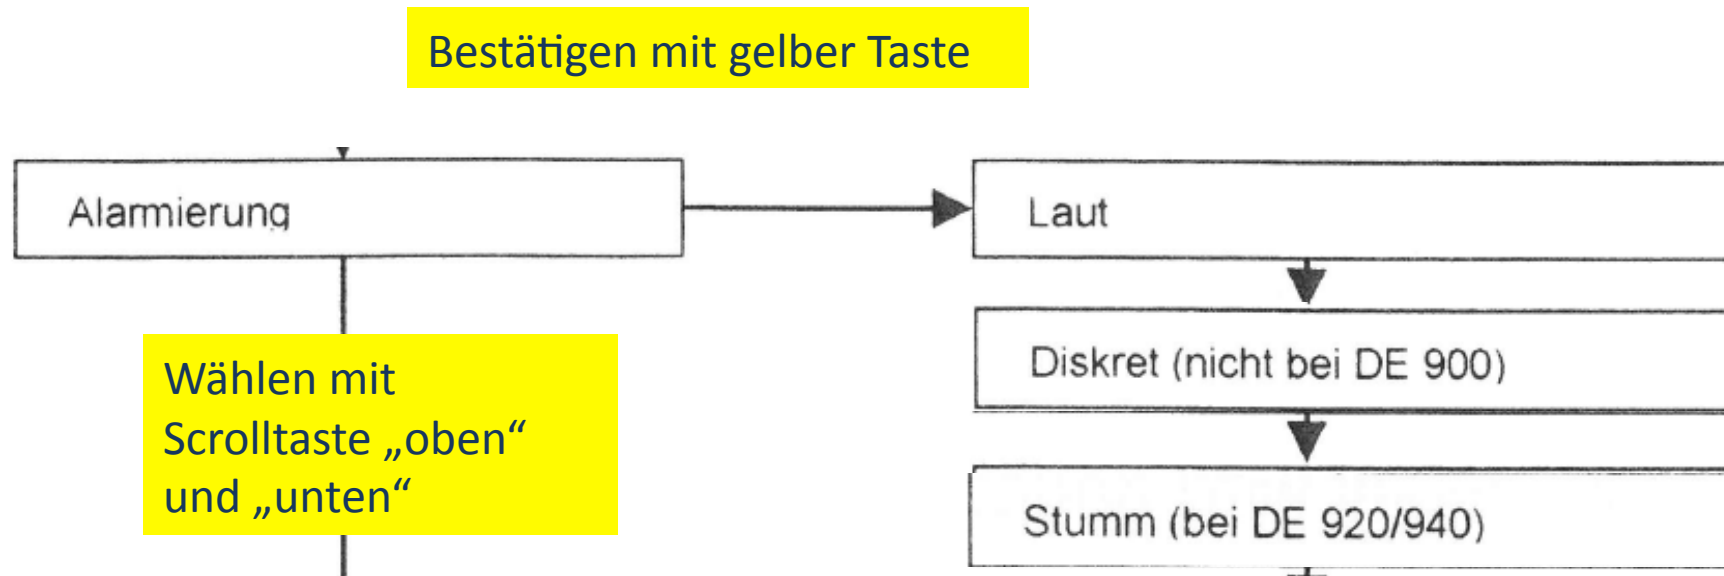 Bestätigen mit gelber Taste
Alarmierung
Laut
Wählen mit
Scrolltaste „oben“
und „unten“
Diskret (nicht bei DE 900)
Stumm (bei DE 920/940)